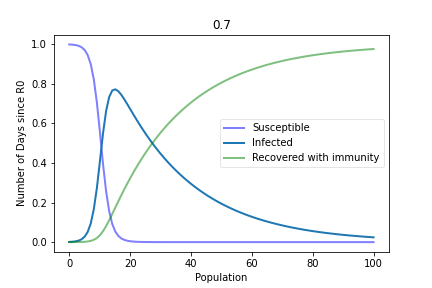 0.7
Number of Days since R0
1.0
0.8
0.6
0.4
0.2
0.0
Susceptible
Infected
Recovered with immunity
0
20
40
60
80
100
Population